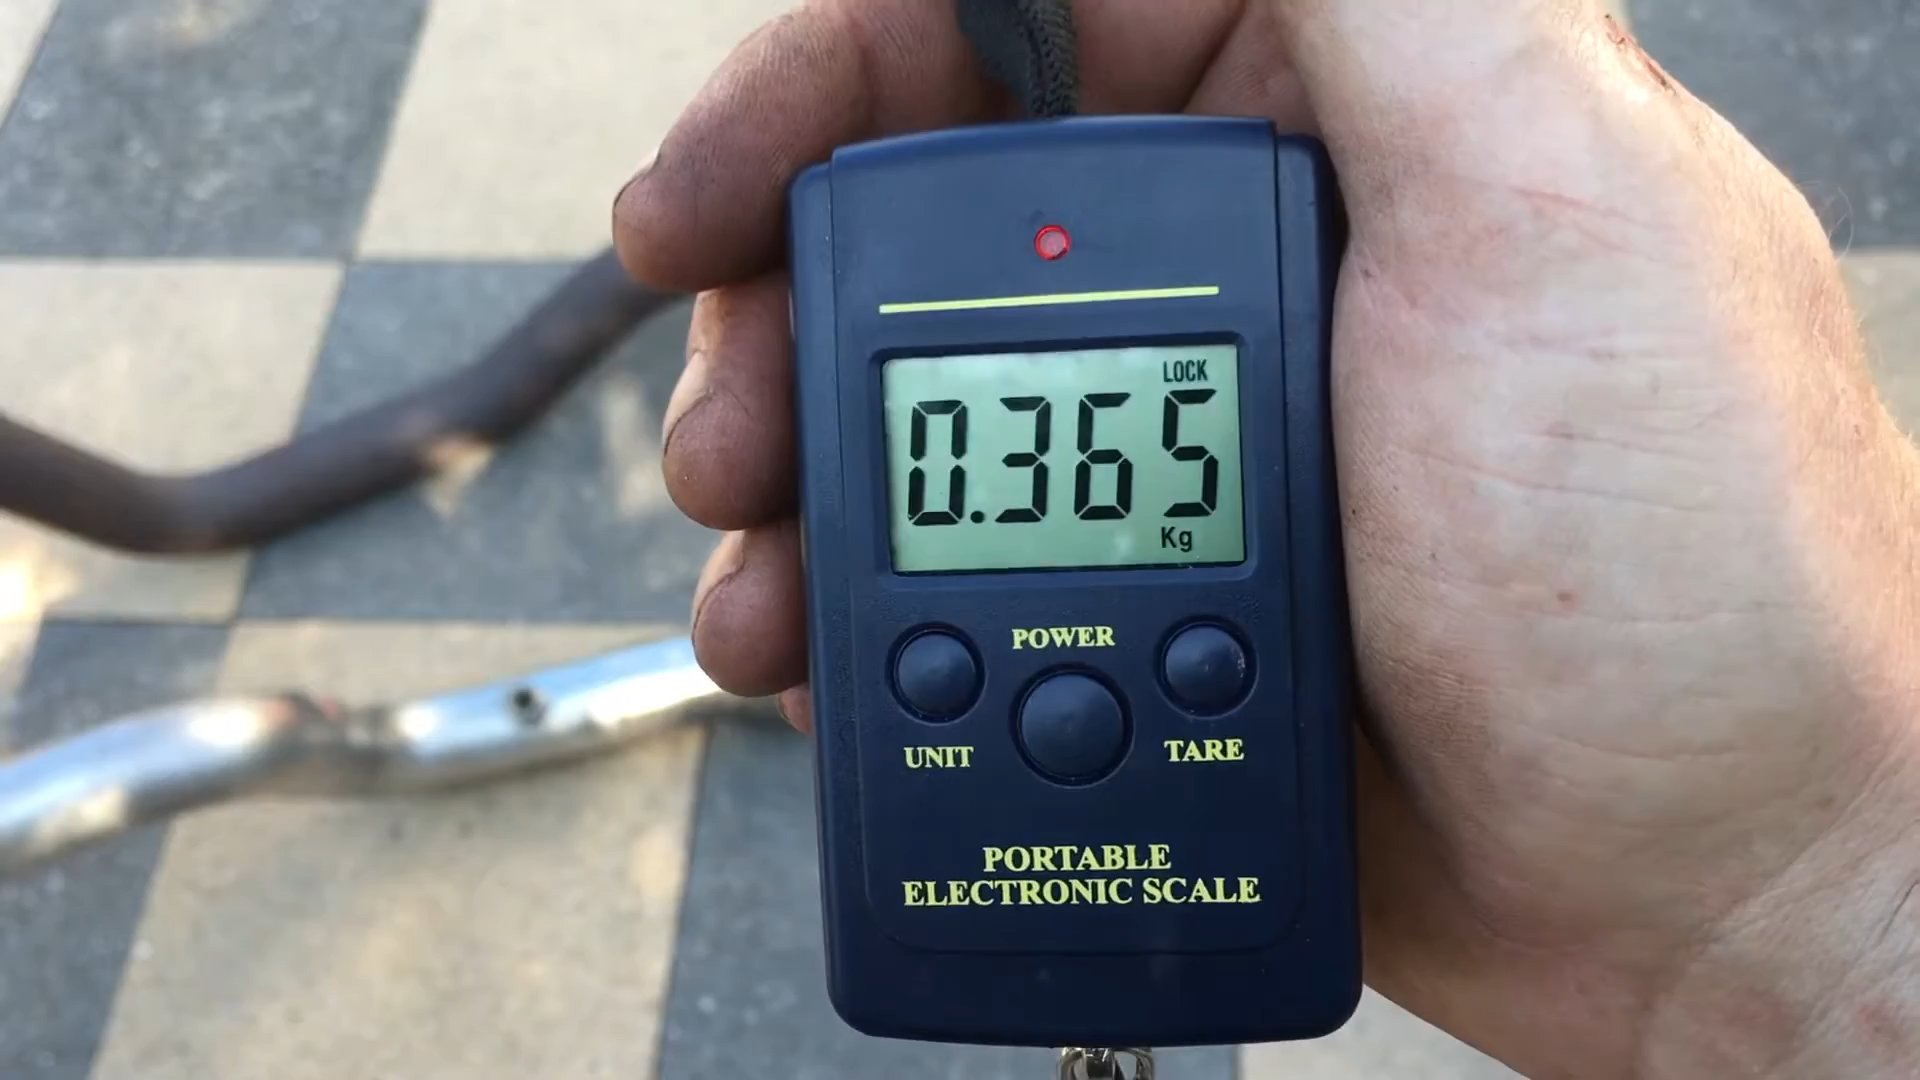 LOCK
0.365
Kg
POWER
UNIT
TARE
PORTABLE
ELECTRONIC SCALE